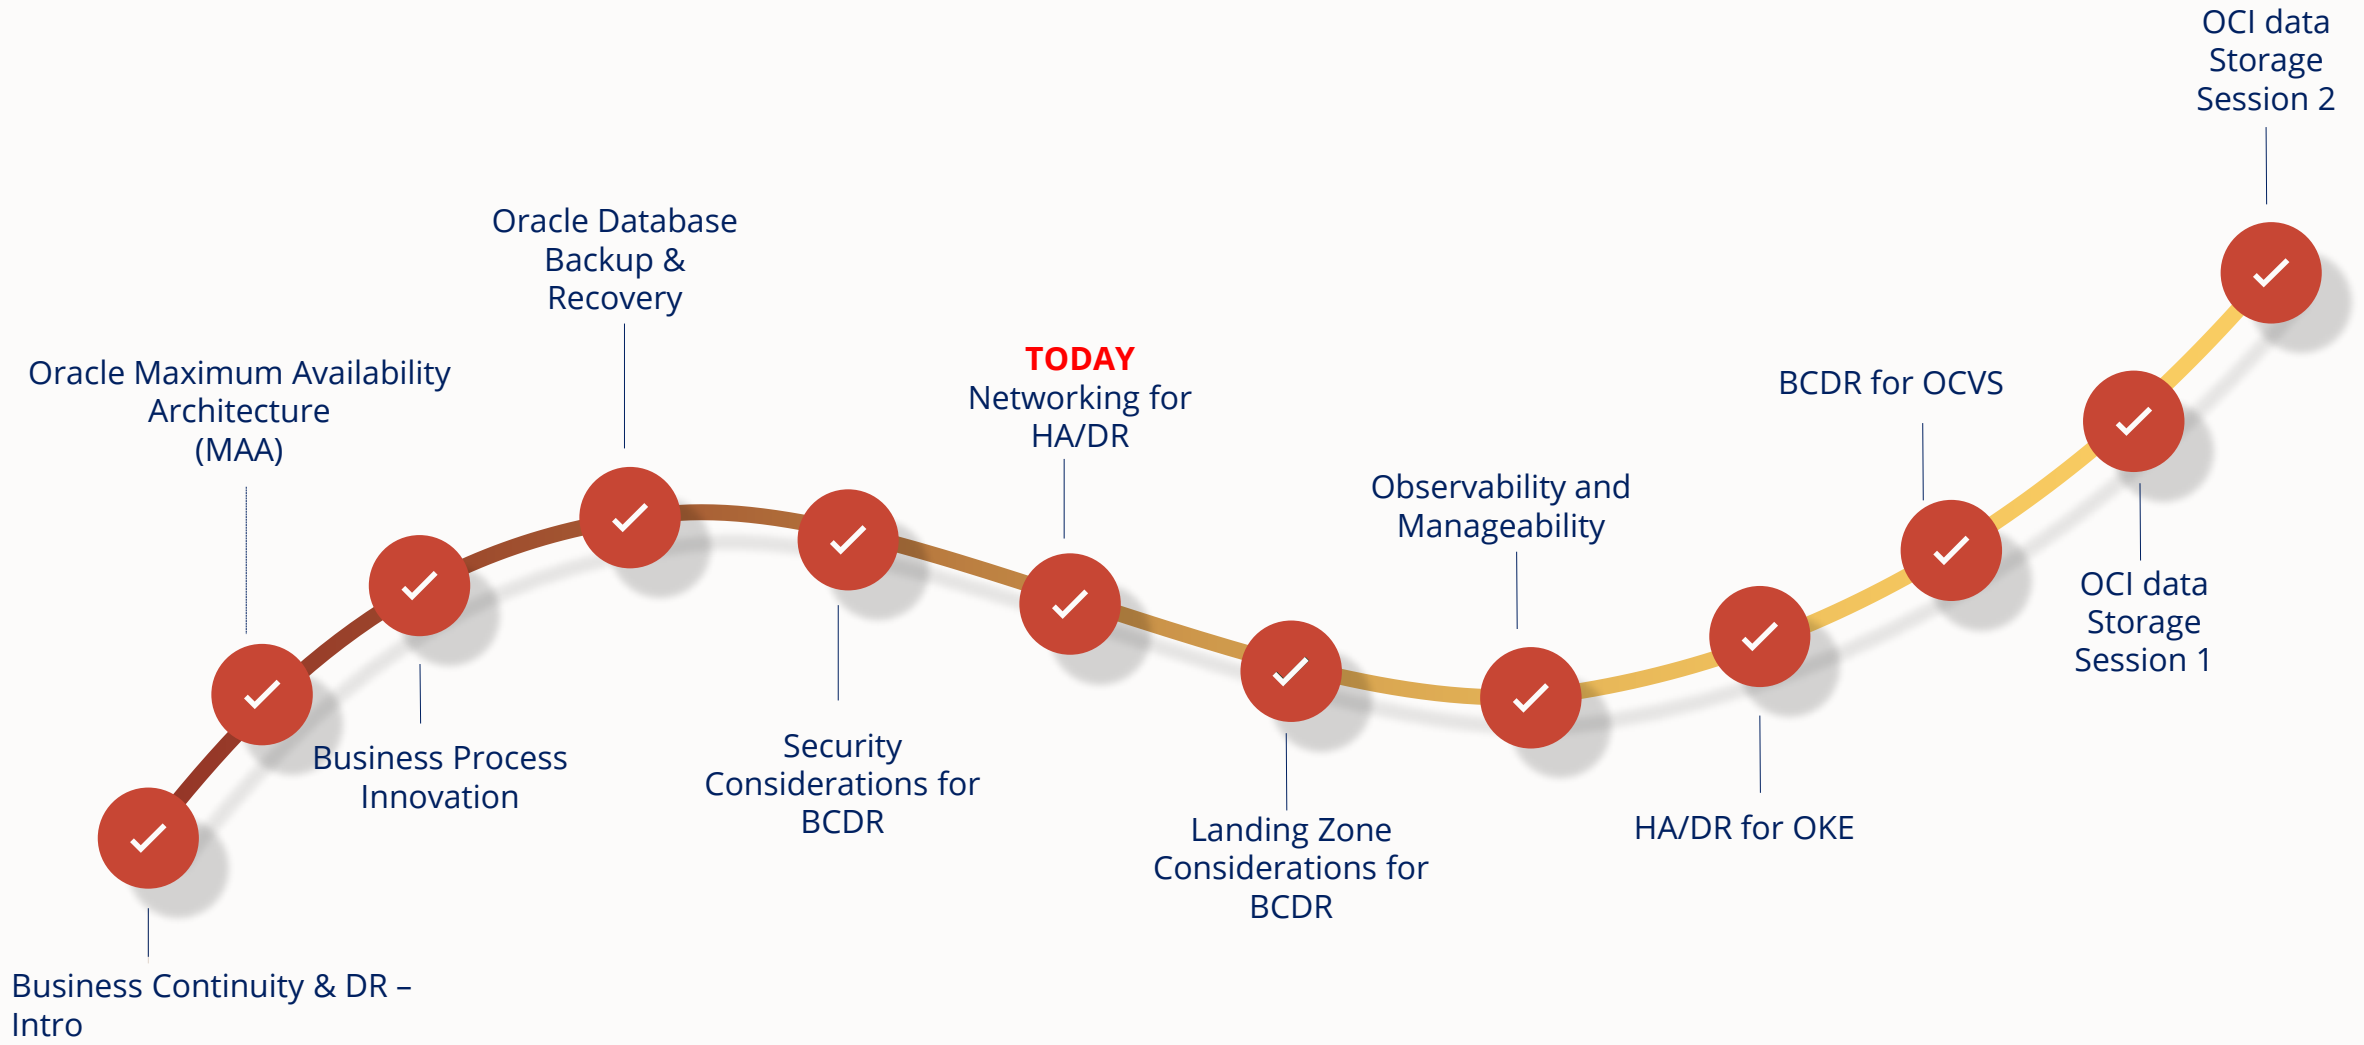 Business Continuity & DR –
Intro
Oracle Maximum Availability
Architecture
(MAA)
Business Process
Innovation
Oracle Database
Backup &
Recovery
Security
Considerations for
BCDR
TODAY
Networking for
HA/DR
Landing Zone
Considerations for
BCDR
Observability and
Manageability
HA/DR for OKE
BCDR for OCVS
OCI data
Storage
Session 1
OCI data
Storage
Session 2